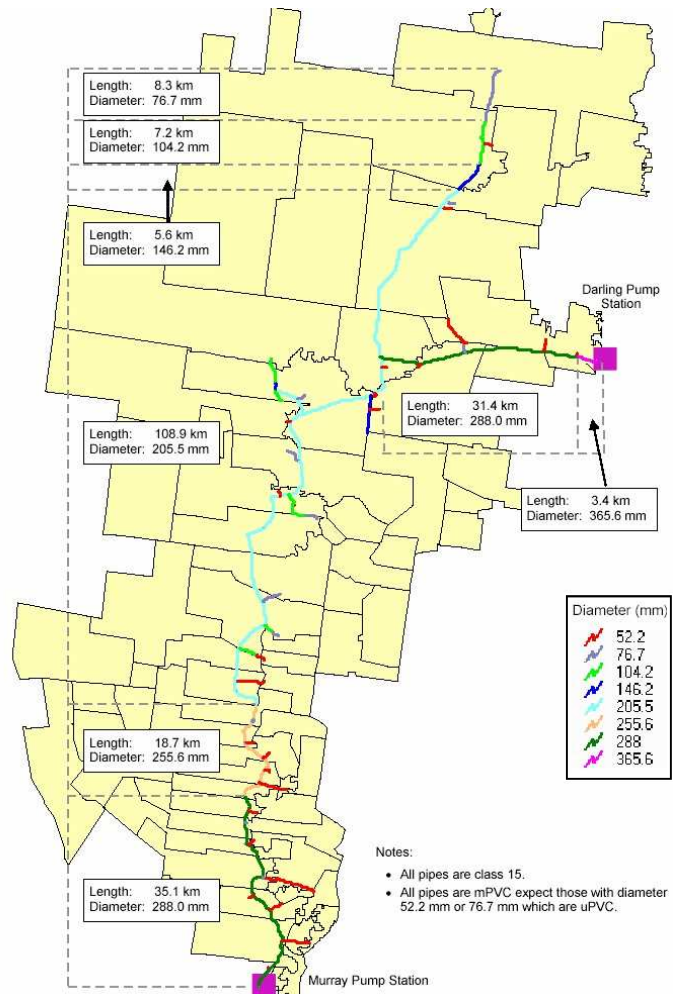 Length: 8.3 km
Diameter: 76.7 mm
Length: 7.2 km
Diameter: 104.2 mm
Length: 5.6 km
Diameter: 146.2 mm
Darling Pump
Station
Length: 31.4 km
Diameter: 288.0 mm
Length: 108.9 km
Diameter: 205.5 mm
Length: 3.4 km
Diameter: 365.6 mm
Diameter (mm)
52.2
76.7
104.2
146.2
205.5
255.6
288
365.6
Length: 18.7 km
Diameter: 255.6 mm
Notes:
• All pipes are class 15.
• All pipes are mPVC expect those with diameter
52.2 mm or 76.7 mm which are uPVC.
Length: 35.1 km
Diameter: 288.0 mm
Murray Pump Station